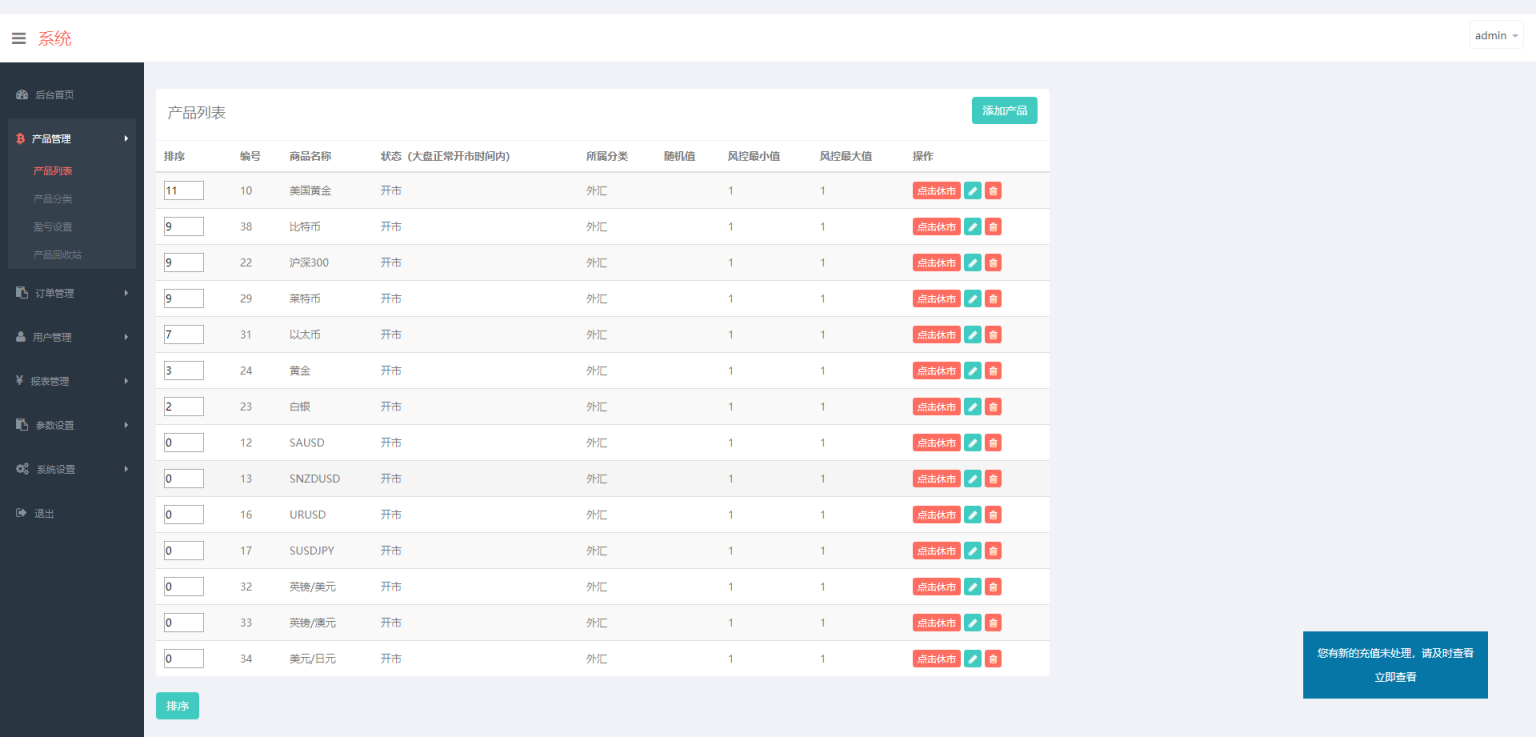 系统
admin
后台首页
产品管理
产品列表
产品分类
盈亏设置
产品回收站
订单管理
用户管理
报表管理
参数设置
系统设置
退出
产品列表 添加产品
排序 编号 商品名称 状态（大盘正常开市时间内） 所属分类 随机值 风控最小值 风控最大值 操作
11 10 美国黄金 开市 外汇 1 1 点击休市
9 38 比特币 开市 外汇 1 1 点击休市
9 22 沪深300 开市 外汇 1 1 点击休市
9 29 莱特币 开市 外汇 1 1 点击休市
7 31 以太币 开市 外汇 1 1 点击休市
3 24 黄金 开市 外汇 1 1 点击休市
2 23 白银 开市 外汇 1 1 点击休市
0 12 SAUSD 开市 外汇 1 1 点击休市
0 13 SNZDUSD 开市 外汇 1 1 点击休市
0 16 URUSD 开市 外汇 1 1 点击休市
0 17 SUSDJPY 开市 外汇 1 1 点击休市
0 32 英镑/美元 开市 外汇 1 1 点击休市
0 33 英镑/澳元 开市 外汇 1 1 点击休市
0 34 美元/日元 开市 外汇 1 1 点击休市
排序
您有新的充值未处理，请及时查看
立即查看